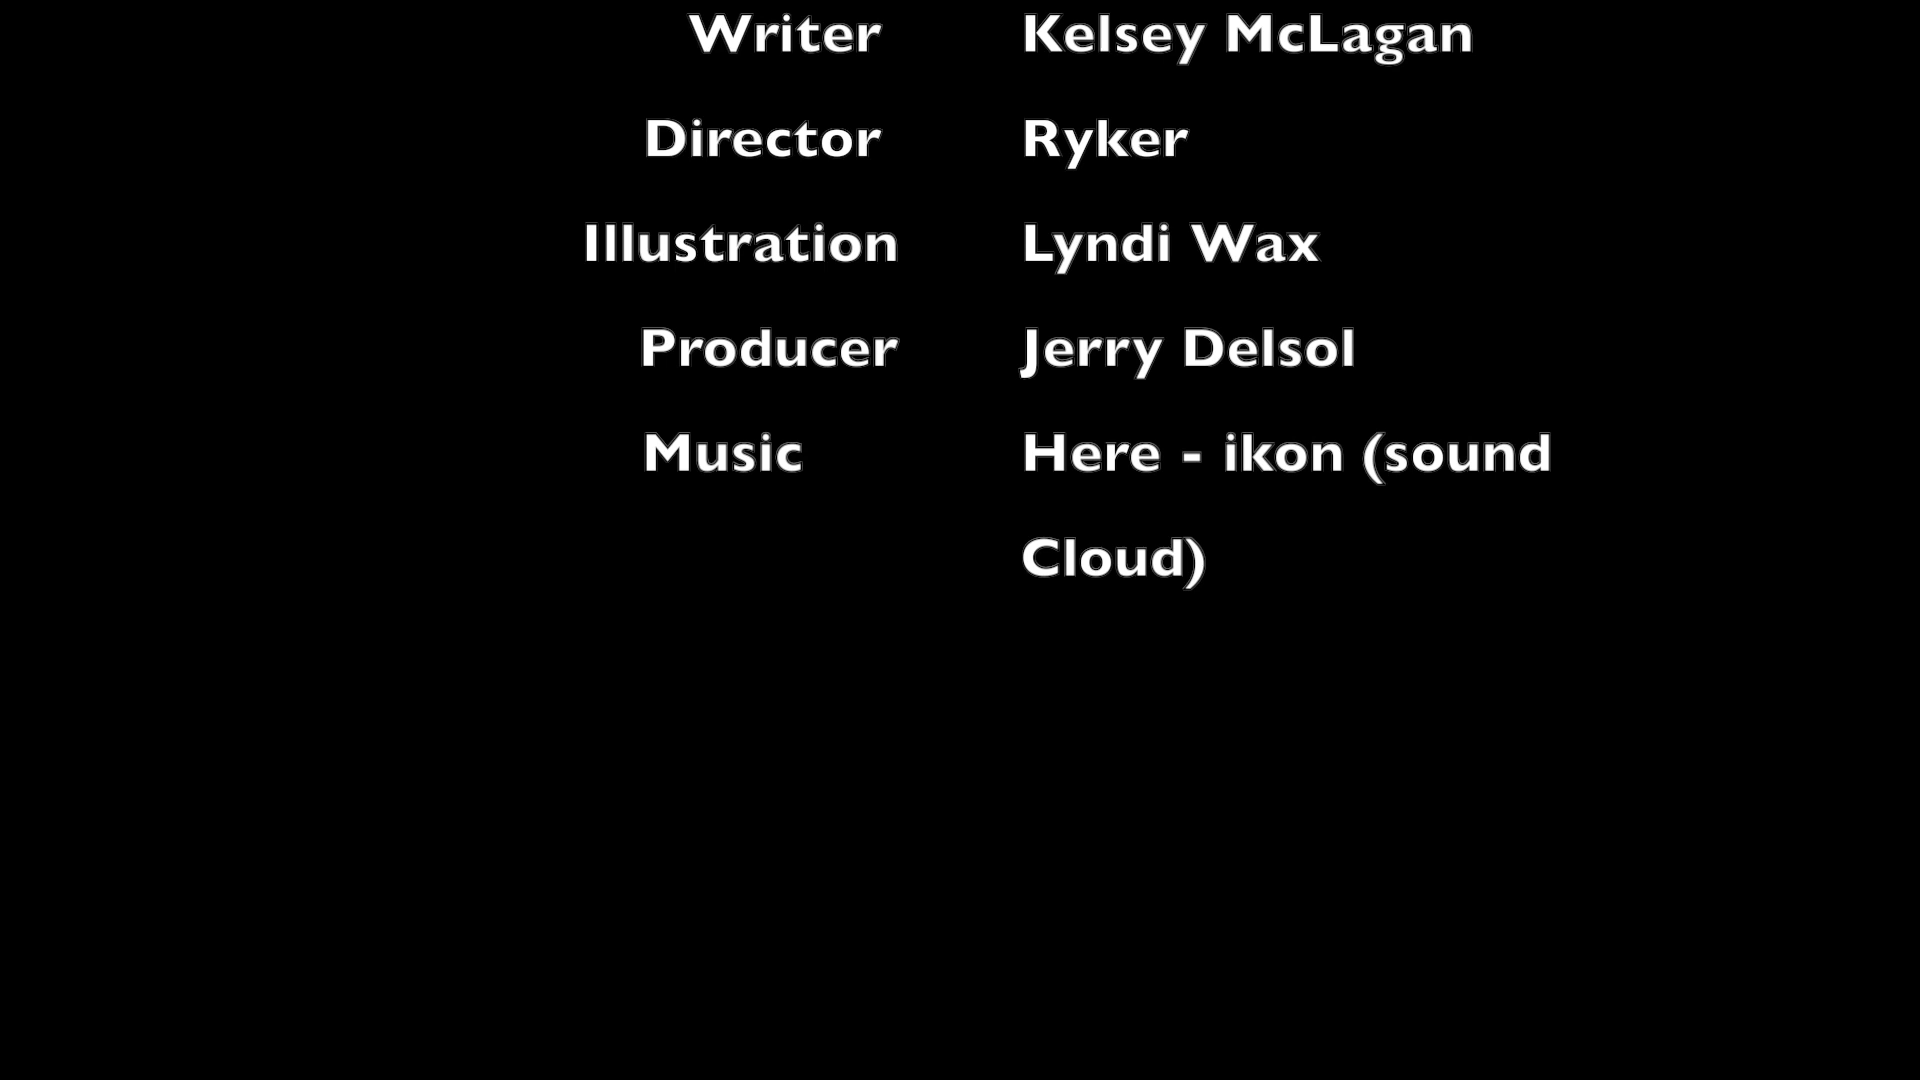 Writer Kelsey McLagan
Director Ryker
Illustration Lyndi Wax
Producer Jerry Delsol
Music Here - ikon (sound
Cloud)